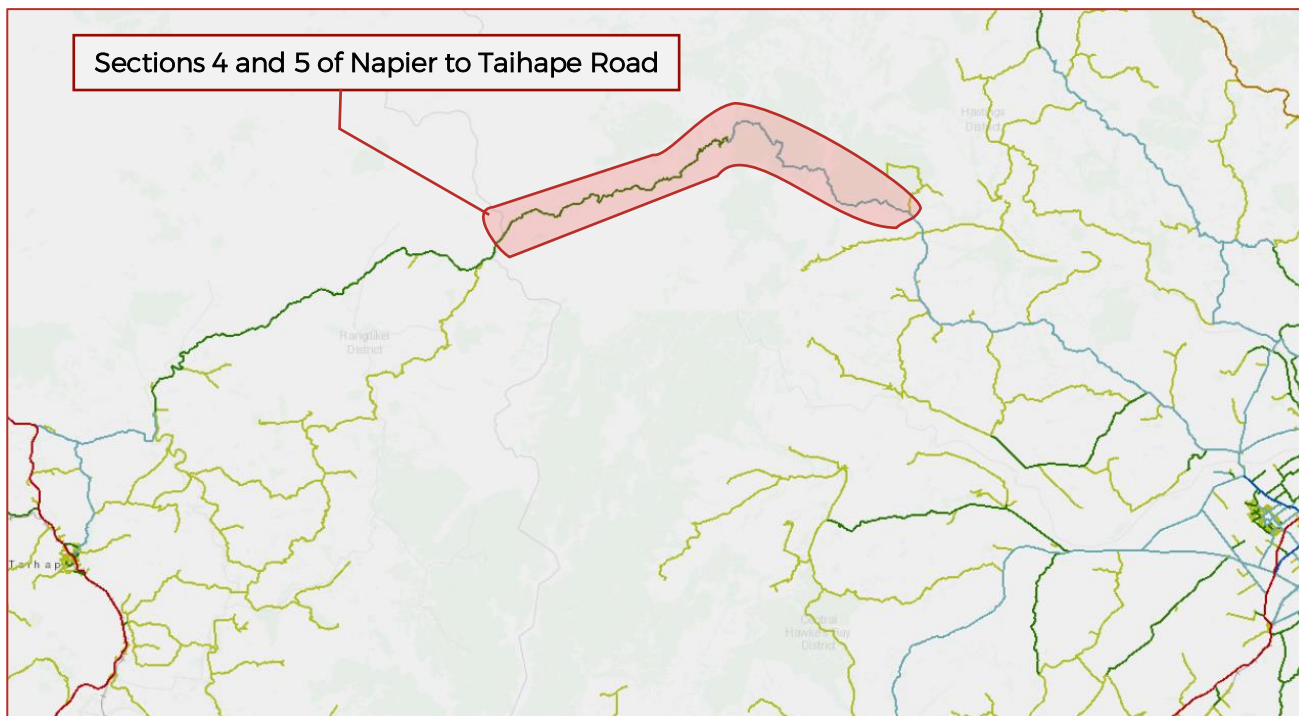 Sections 4 and 5 of Napier to Taihape Road
Hastings
District
Rangitikei
District
Taihape
Central
Hawke's Bay
District